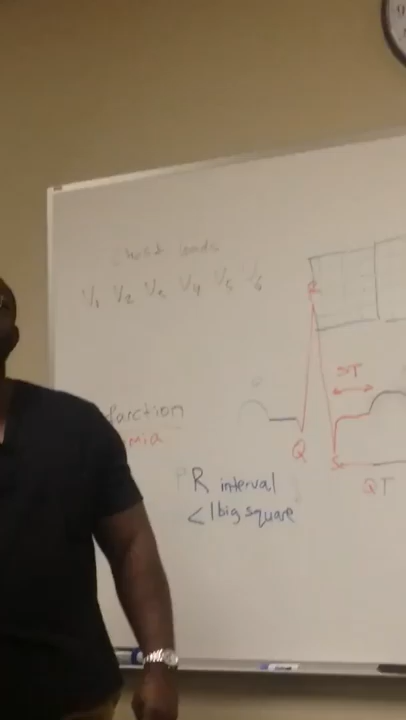 chest leads
V1 V2 V3 V4 V5 V6
R
ST
farction
mia
Q
S
R interval
< 1 big square
QT